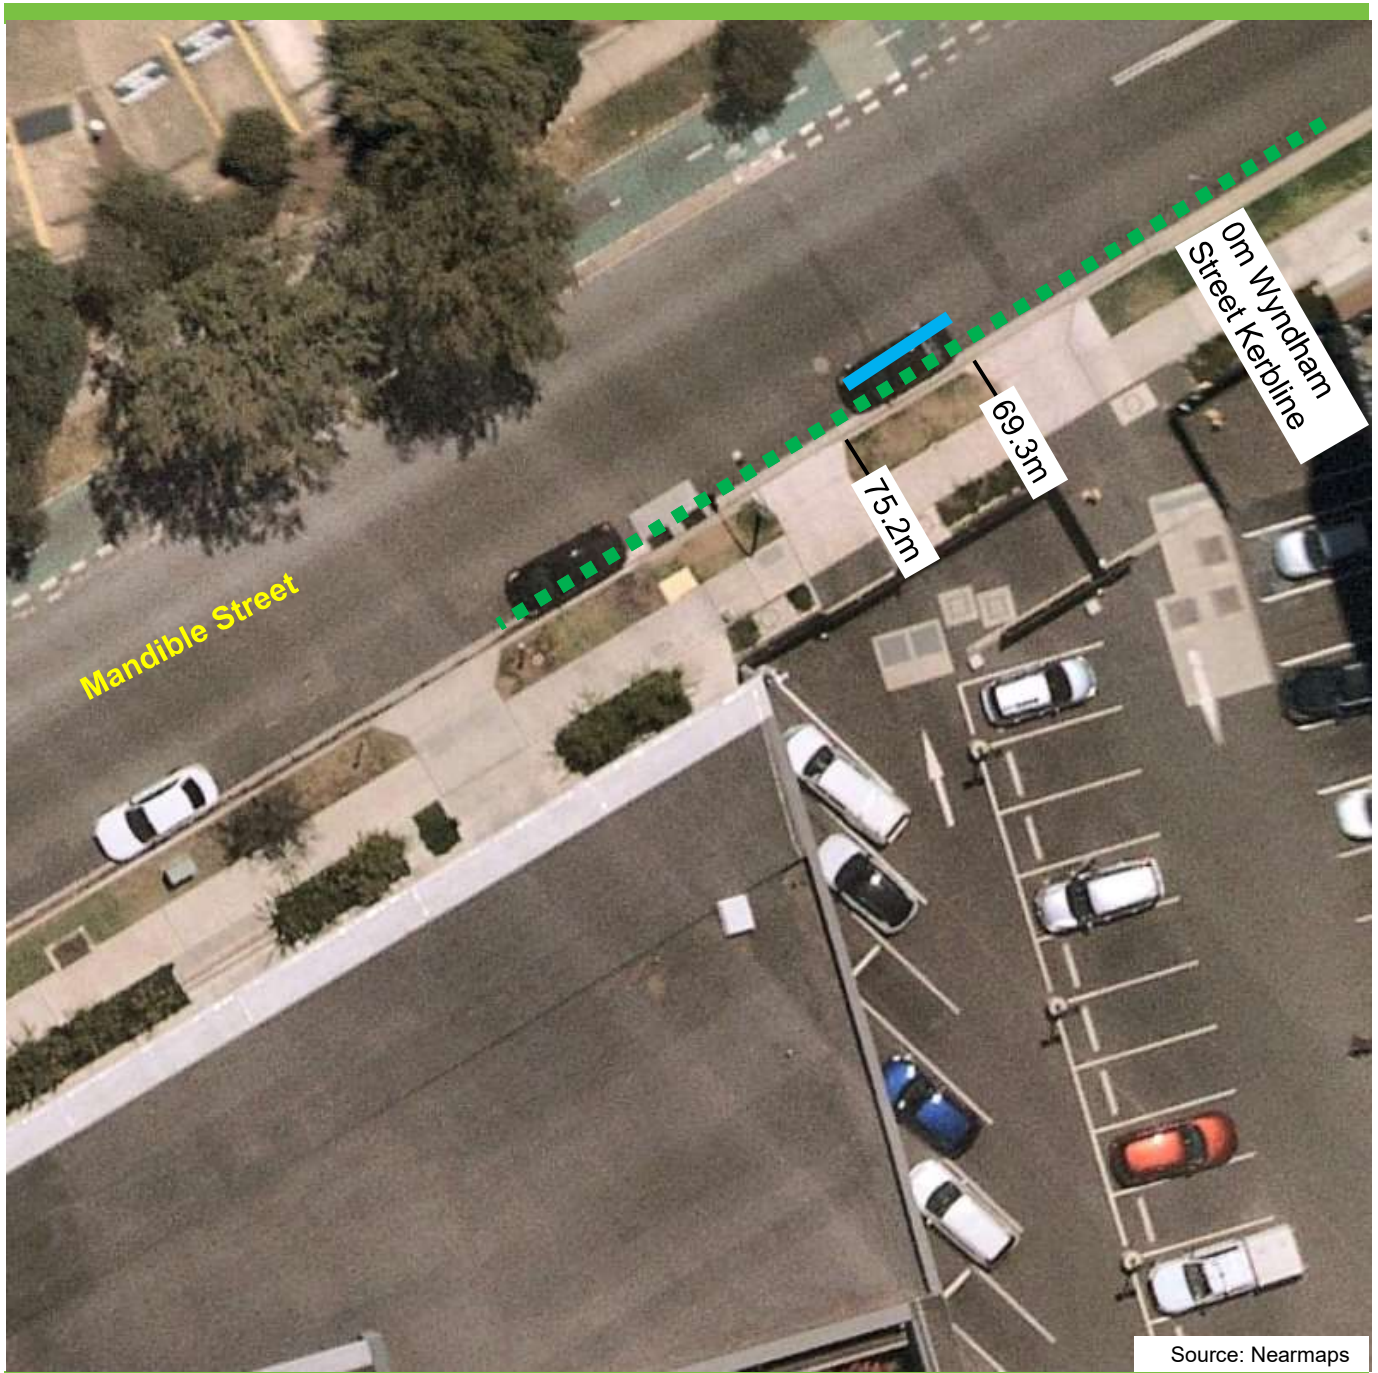 0m Wyndham
Street Kerbline
69.3m
75.2m
Mandible Street
Source: Nearmaps